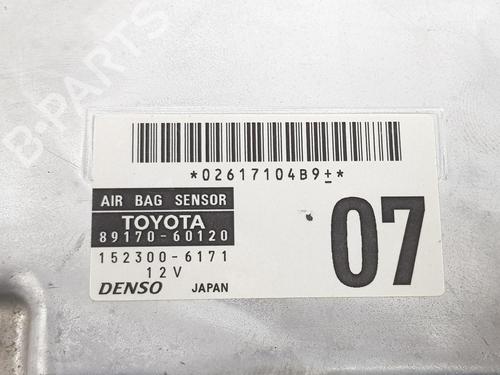 B-PARTS
*02617104B9±*
AIR BAG SENSOR
TOYOTA
89170-60120
152300-6171
12V
DENSO JAPAN
07